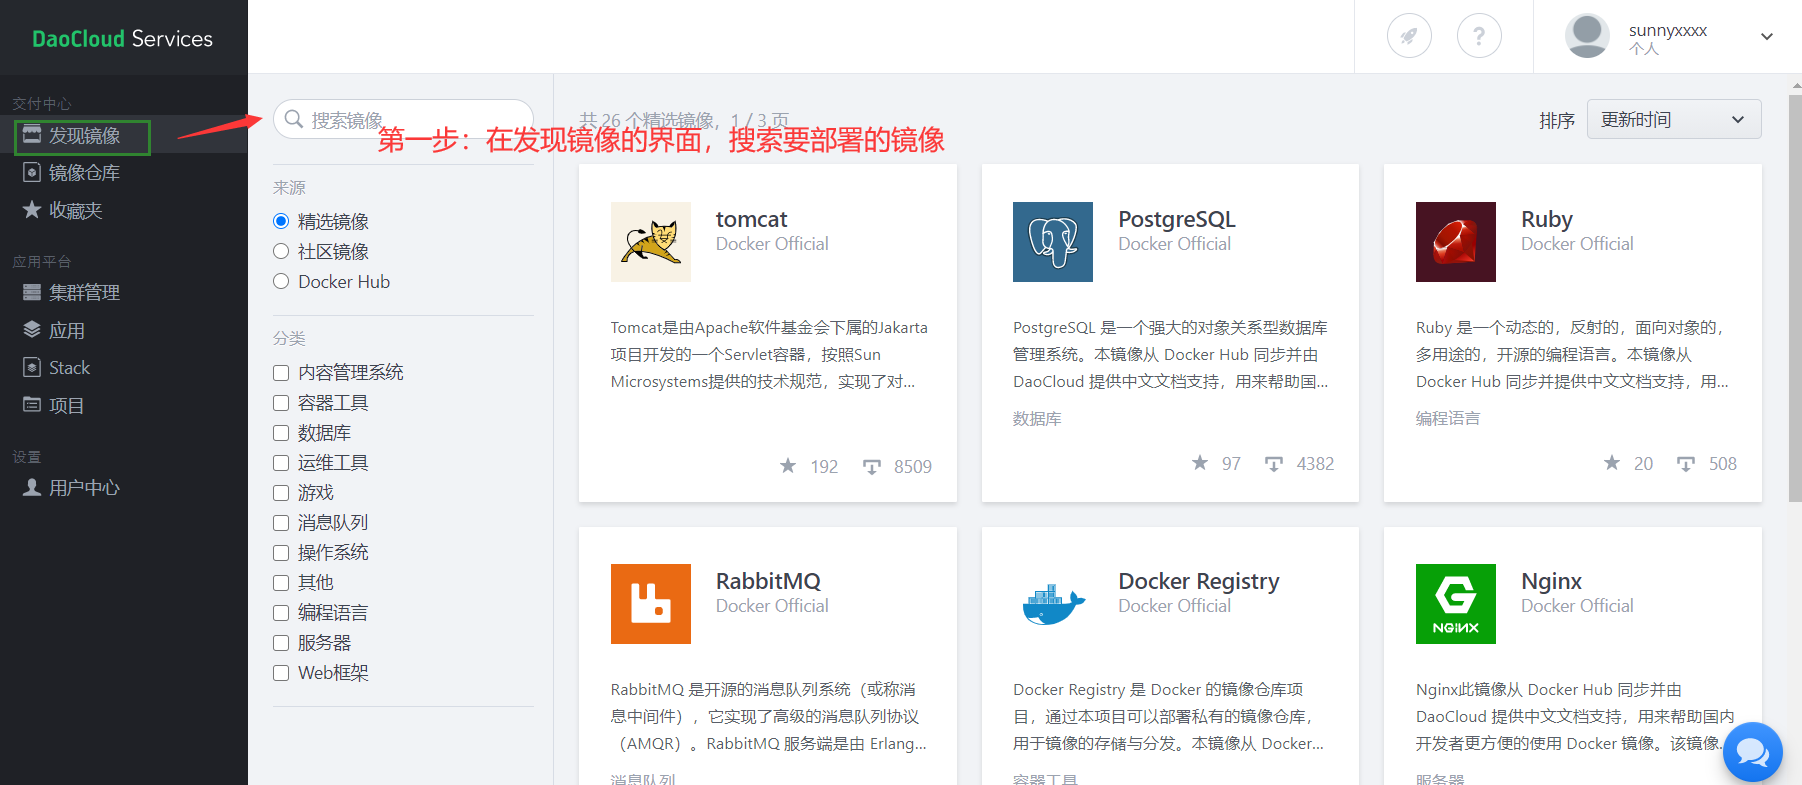 DaoCloud Services
sunnyxxxx
个人
交付中心
发现镜像
镜像仓库
收藏夹
应用平台
集群管理
应用
Stack
项目
设置
用户中心
搜索镜像
第一步：在发现镜像的界面，搜索要部署的镜像
来源
精选镜像
社区镜像
Docker Hub
分类
内容管理系统
容器工具
数据库
运维工具
游戏
消息队列
操作系统
其他
编程语言
服务器
Web框架
共 26 个精选镜像，1 / 3 页
排序
更新时间
tomcat
Docker Official
Tomcat是由Apache软件基金会下属的Jakarta
项目开发的一个Servlet容器，按照Sun
Microsystems提供的技术规范，实现了对...
192 8509
PostgreSQL
Docker Official
PostgreSQL 是一个强大的对象关系型数据库
管理系统。本镜像从 Docker Hub 同步并由
DaoCloud 提供中文文档支持，用来帮助国...
数据库
97 4382
Ruby
Docker Official
Ruby 是一个动态的，反射的，面向对象的，
多用途的，开源的编程语言。本镜像从
Docker Hub 同步并提供中文文档支持，用...
编程语言
20 508
RabbitMQ
Docker Official
RabbitMQ 是开源的消息队列系统（或称消
息中间件），它实现了高级的消息队列协议
（AMQR）。RabbitMQ 服务端是由 Erlang...
消息队列
Docker Registry
Docker Official
Docker Registry 是 Docker 的镜像仓库项
目，通过本项目可以部署私有的镜像仓库，
用于镜像的存储与分发。本镜像从 Docker...
容器工具
NGINX
Nginx
Docker Official
Nginx此镜像从 Docker Hub 同步并由
DaoCloud 提供中文文档支持，用来帮助国内
开发者更方便的使用 Docker 镜像。该镜像...
服务器